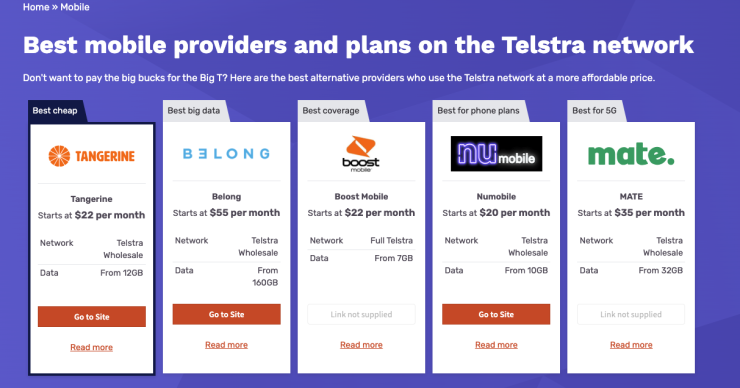 Home » Mobile
Best mobile providers and plans on the Telstra network
Don't want to pay the big bucks for the Big T? Here are the best alternative providers who use the Telstra network at a more affordable price.
Best cheap
TANGERINE
Tangerine
Starts at $22 per month
Network Telstra
Wholesale
Data From 12GB
Go to Site
Read more
Best big data
BELONG
Belong
Starts at $55 per month
Network Telstra
Wholesale
Data From
160GB
Go to Site
Read more
Best coverage
boost
mobile
Boost Mobile
Starts at $22 per month
Network Full Telstra
Data From 7GB
Link not supplied
Read more
Best for phone plans
nu mobile
Numobile
Starts at $20 per month
Network Telstra
Wholesale
Data From 10GB
Go to Site
Read more
Best for 5G
mate.
MATE
Starts at $35 per month
Network Telstra
Wholesale
Data From 32GB
Link not supplied
Read more